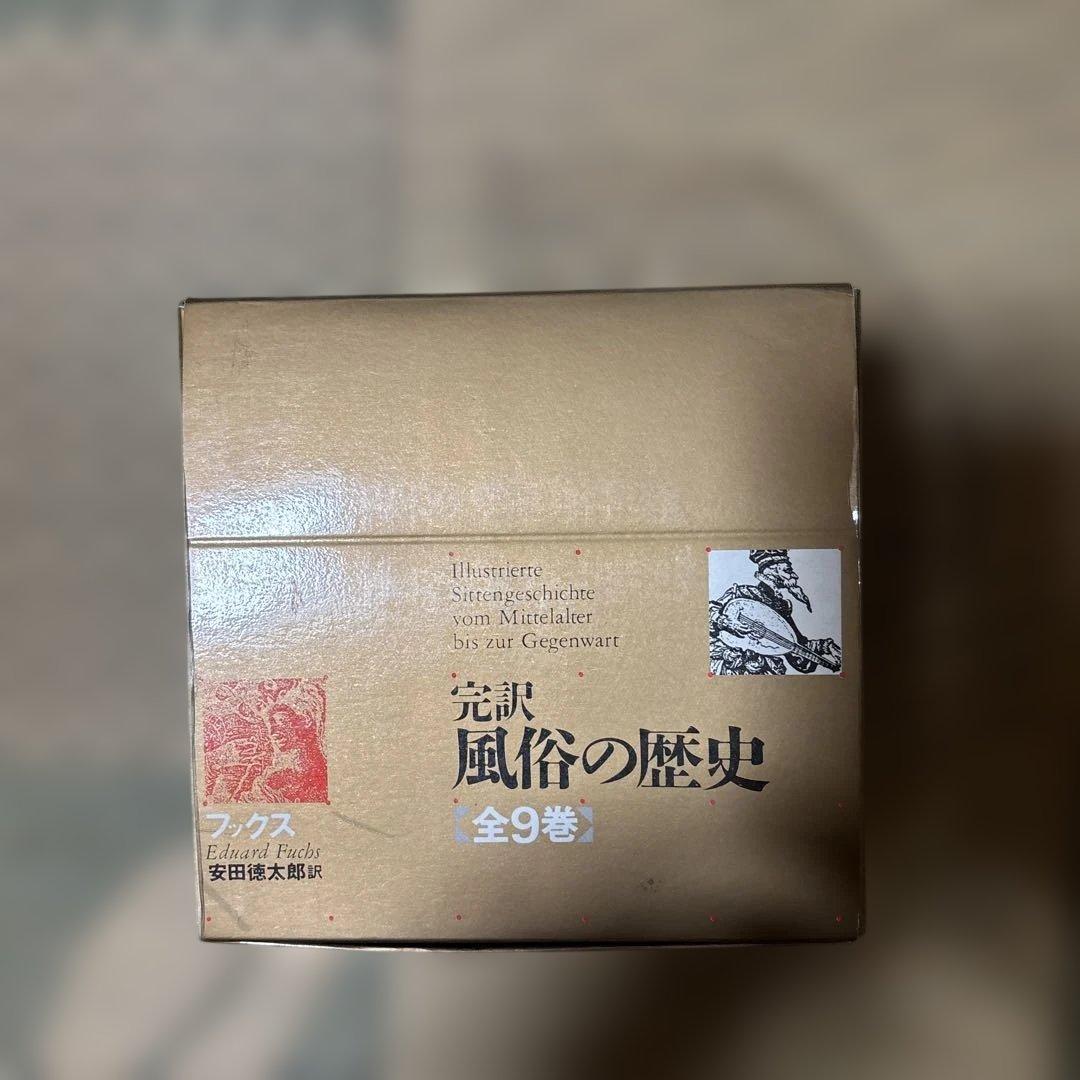 Illustrierte
Sittengeschichte
vom Mittelalter
bis zur Gegenwart
完訳
風俗の歴史
【全9巻】
フックス
Eduard Fuchs
安田徳太郎訳